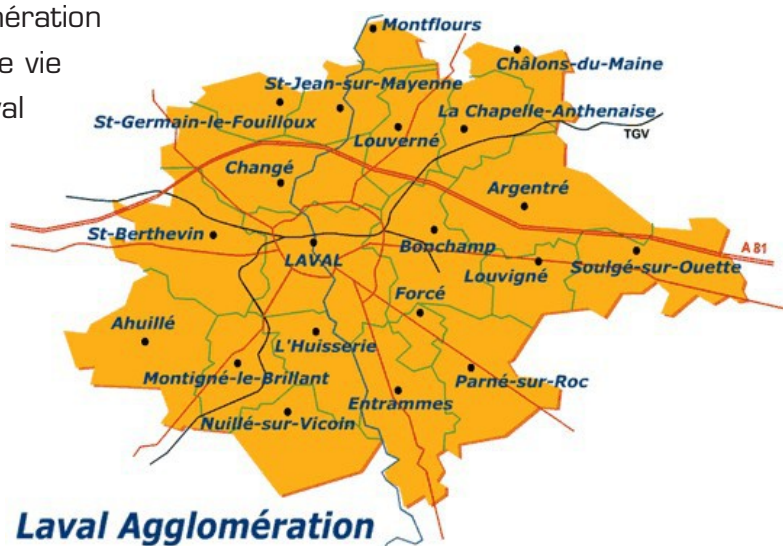 nération
e vie
val
Montflours
Châlons-du-Maine
St-Jean-sur-Mayenne
La Chapelle-Anthenaise
St-Germain-le-Fouilloux
TGV
Louverné
Changé
Argentré
St-Berthevin
Bonchamp
A 81
LAVAL
Louvigné
Soulgé-sur-Ouette
Forcé
Ahuillé
L'Huisserie
Montigné-le-Brillant
Parné-sur-Roc
Entrammes
Nuillé-sur-Vicoin
Laval Agglomération